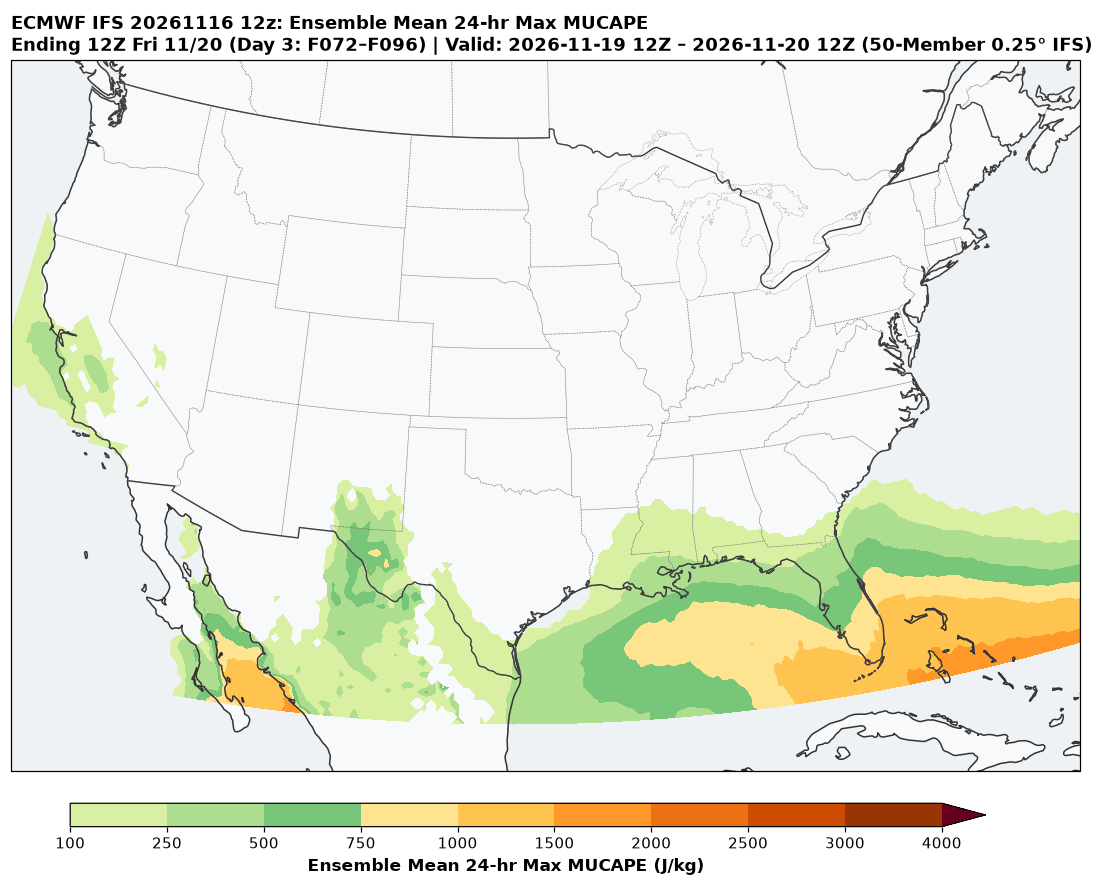 ECMWF IFS 20261116 12z: Ensemble Mean 24-hr Max MUCAPE
Ending 12Z Fri 11/20 (Day 3: F072–F096) | Valid: 2026-11-19 12Z – 2026-11-20 12Z (50-Member 0.25° IFS)
100 250 500 750 1000 1500 2000 2500 3000 4000
Ensemble Mean 24-hr Max MUCAPE (J/kg)